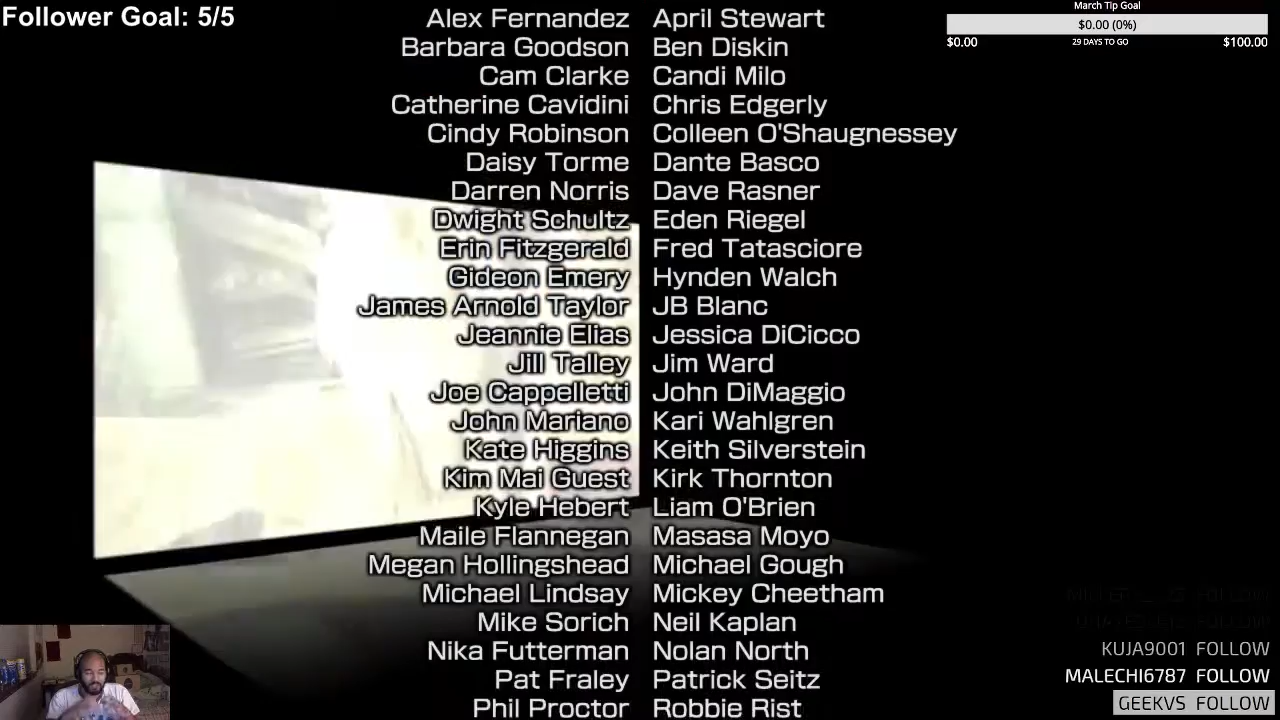 Follower Goal: 5/5
March Tip Goal
$0.00 (0%)
$0.00 29 DAYS TO GO $100.00
Alex Fernandez April Stewart
Barbara Goodson Ben Diskin
Cam Clarke Candi Milo
Catherine Cavidini Chris Edgerly
Cindy Robinson Colleen O'Shaugnessey
Daisy Torme Dante Basco
Darren Norris Dave Rasner
Dwight Schultz Eden Riegel
Erin Fitzgerald Fred Tatasciore
Gideon Emery Hynden Walch
James Arnold Taylor JB Blanc
Jeannie Elias Jessica DiCicco
Jill Talley Jim Ward
Joe Cappelletti John DiMaggio
John Mariano Kari Wahlgren
Kate Higgins Keith Silverstein
Kim Mai Guest Kirk Thornton
Kyle Hebert Liam O'Brien
Maile Flannegan Masasa Moyo
Megan Hollingshead Michael Gough
Michael Lindsay Mickey Cheetham
Mike Sorich Neil Kaplan
Nika Futterman Nolan North
Pat Fraley Patrick Seitz
Phil Proctor Robbie Rist
FOLLOW
FOLLOW
KUJA9001 FOLLOW
MALECHI6787 FOLLOW
GEEKVS FOLLOW